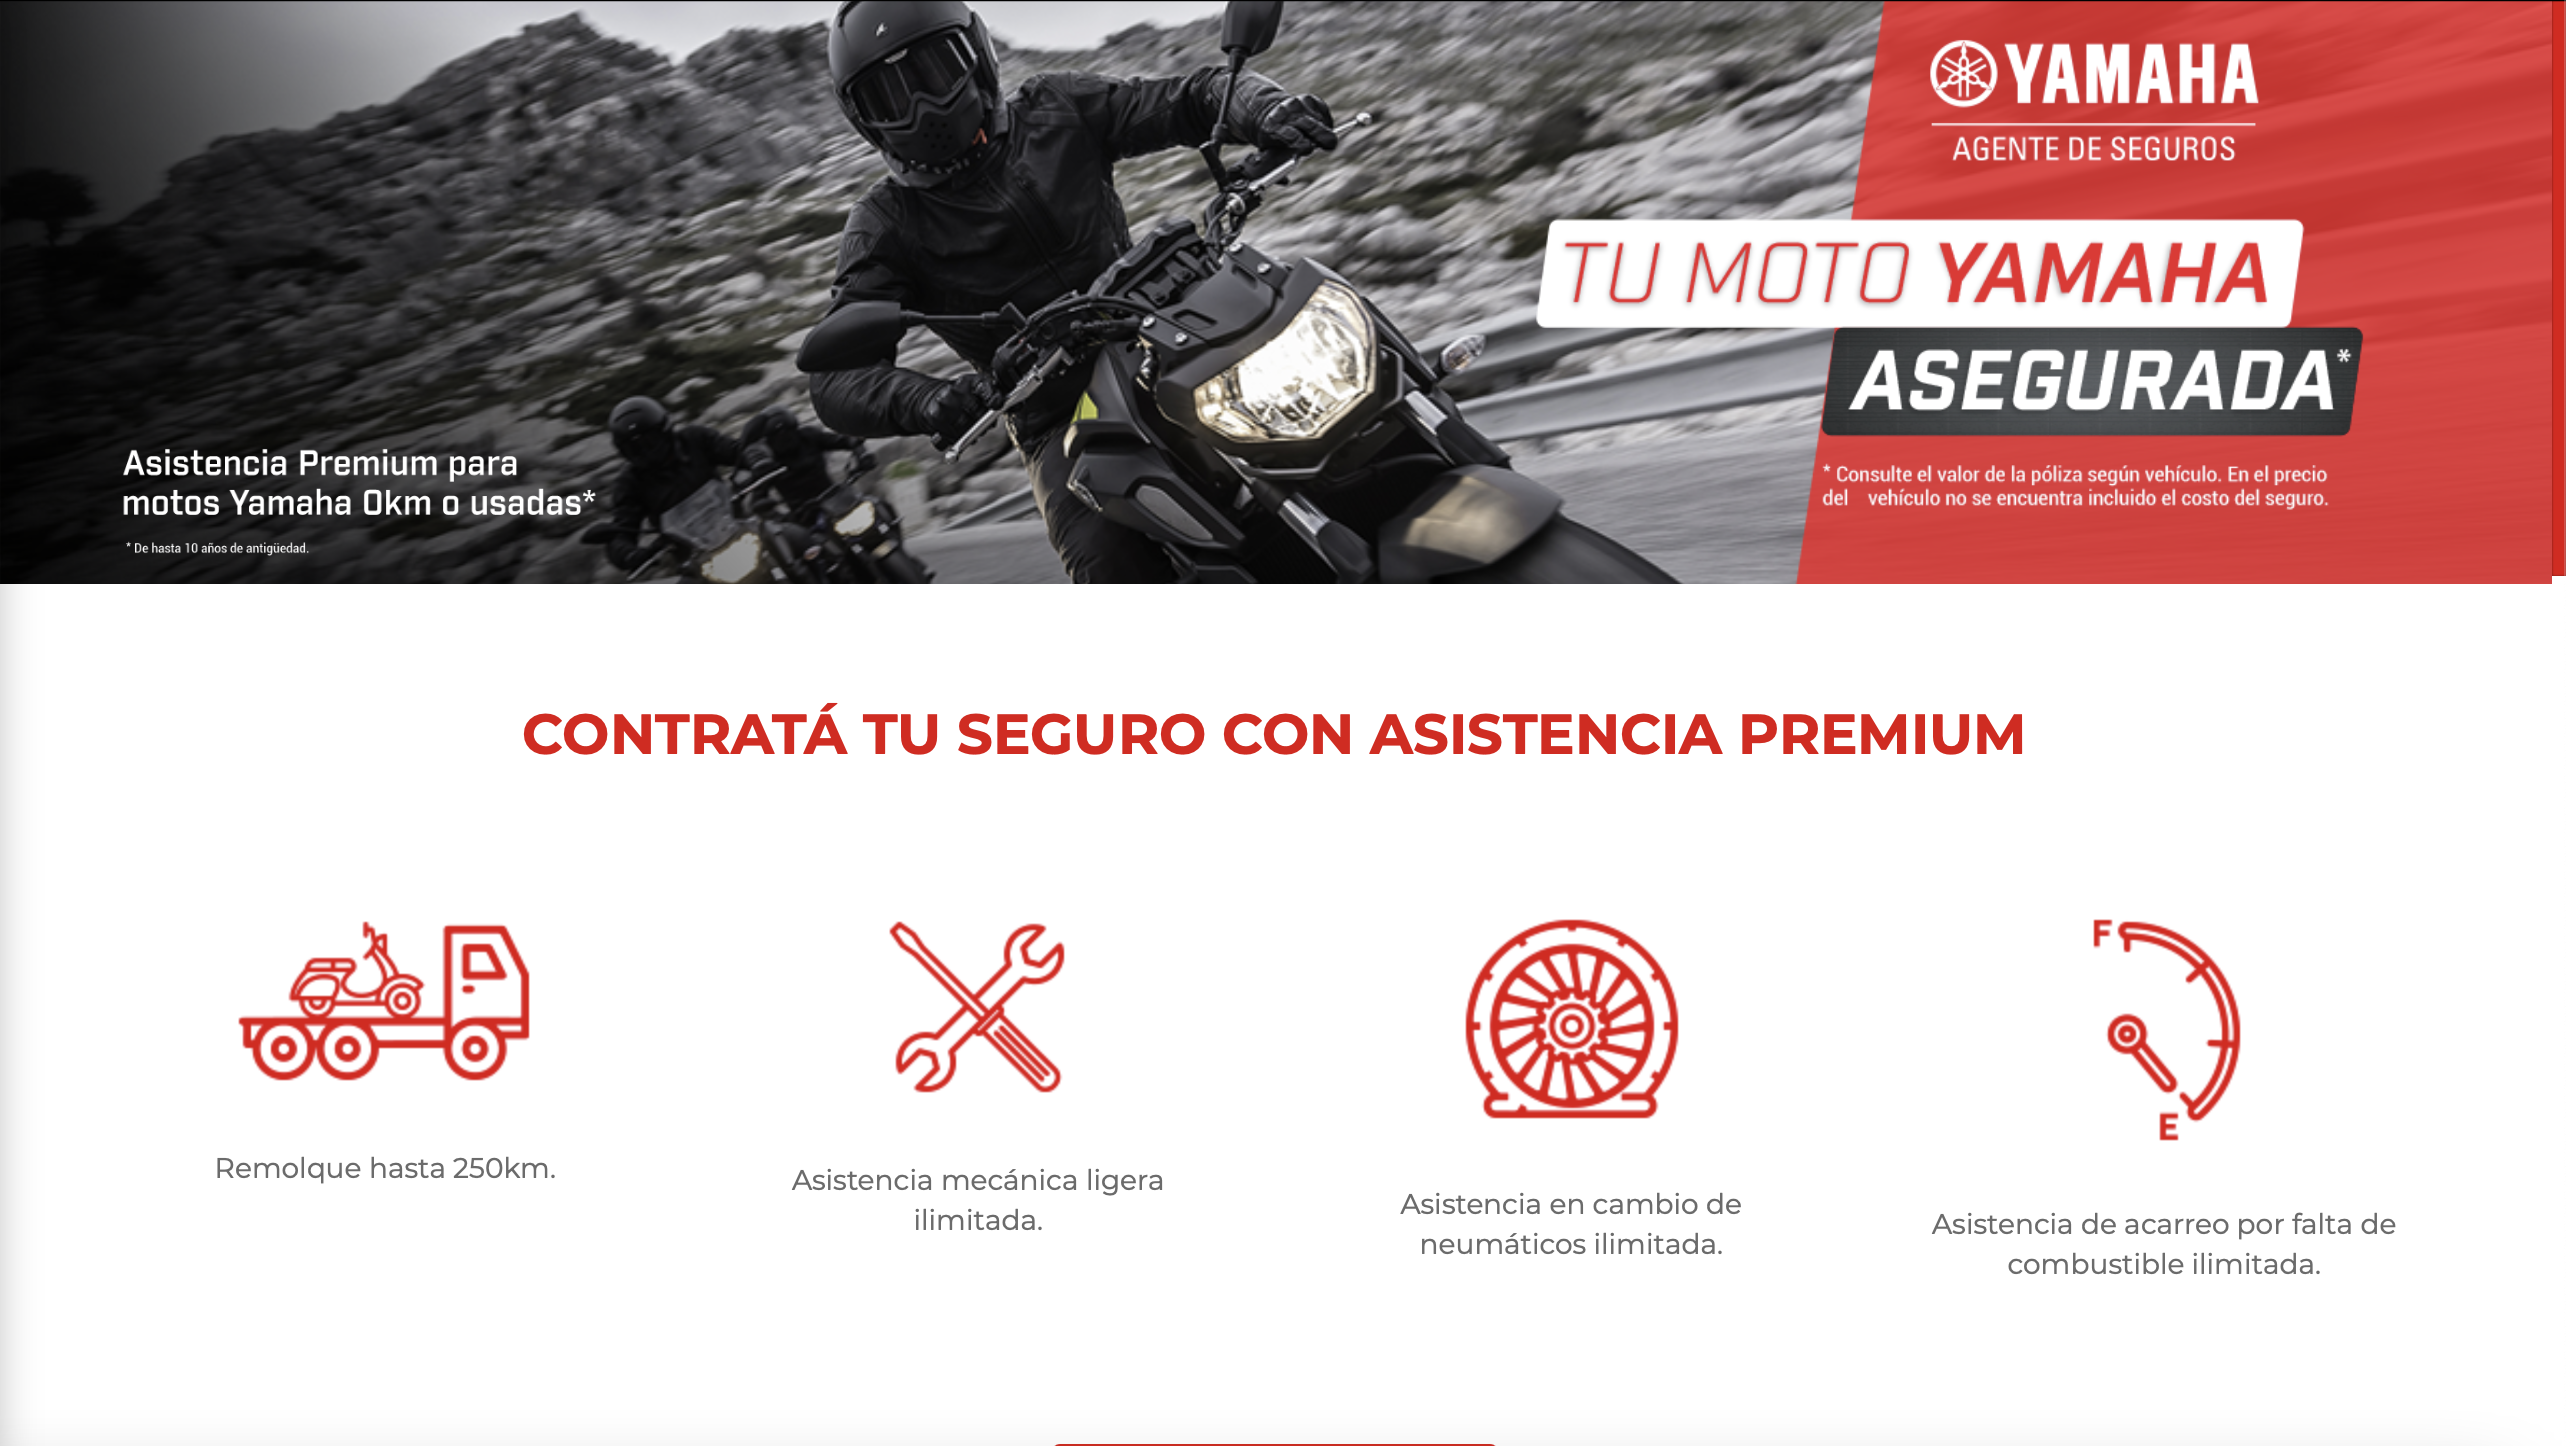 YAMAHA
AGENTE DE SEGUROS
TU MOTO YAMAHA
ASEGURADA*
* Consulte el valor de la póliza según vehículo. En el precio
del vehículo no se encuentra incluido el costo del seguro.
Asistencia Premium para
motos Yamaha 0km o usadas*
* De hasta 10 años de antigüedad.
CONTRATÁ TU SEGURO CON ASISTENCIA PREMIUM
Remolque hasta 250km.
Asistencia mecánica ligera
ilimitada.
Asistencia en cambio de
neumáticos ilimitada.
F
E
Asistencia de acarreo por falta de
combustible ilimitada.